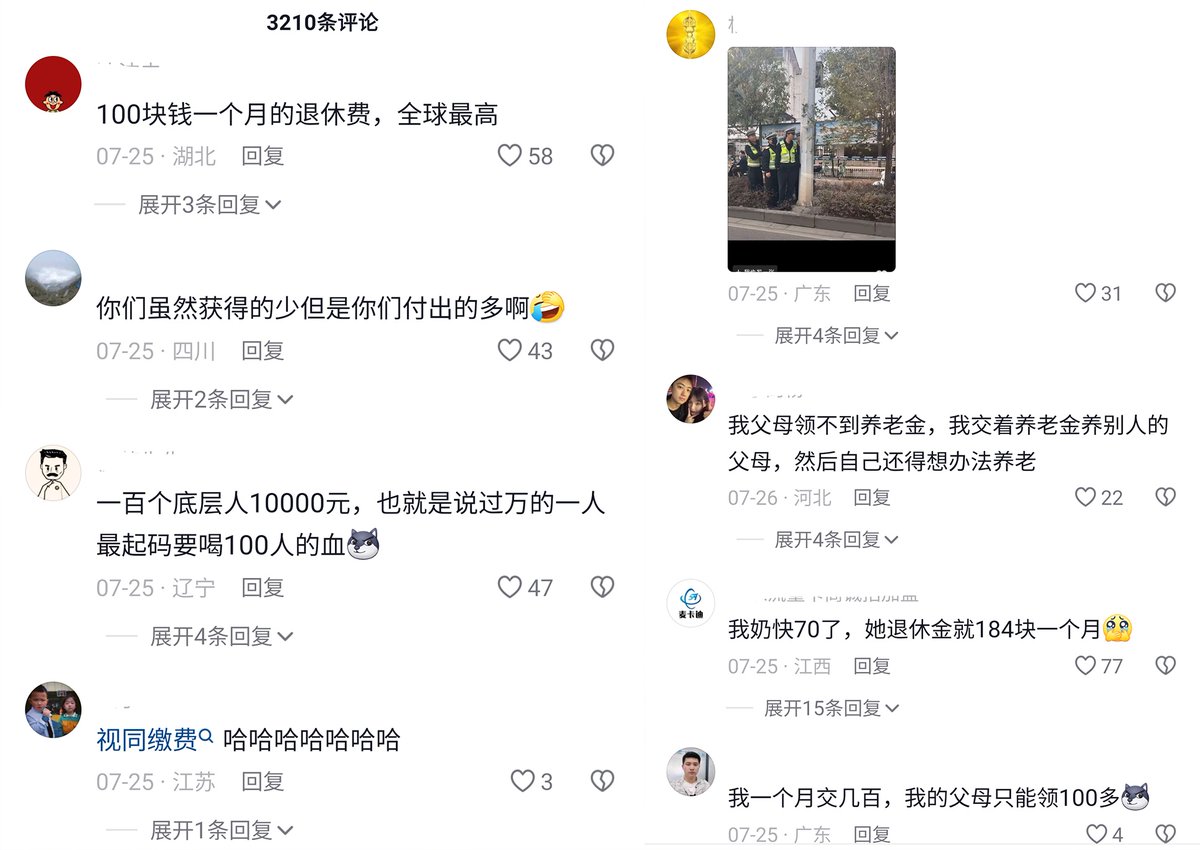 3210条评论
100块钱一个月的退休费，全球最高
07-25 · 湖北 回复 58
展开3条回复
你们虽然获得的少但是你们付出的多啊🤣
07-25 · 四川 回复 43
展开2条回复
一百个底层人10000元，也就是说过万的一人
最起码要喝100人的血
07-25 · 辽宁 回复 47
展开4条回复
视同缴费 哈哈哈哈哈哈哈
07-25 · 江苏 回复 3
展开1条回复
07-25 · 广东 回复 31
展开4条回复
我父母领不到养老金，我交着养老金养别人的
父母，然后自己还得想办法养老
07-26 · 河北 回复 22
展开4条回复
麦卡迪
我奶快70了，她退休金就184块一个月🥹
07-25 · 江西 回复 77
展开15条回复
我一个月交几百，我的父母只能领100多
07-25 · 广东 回复 4